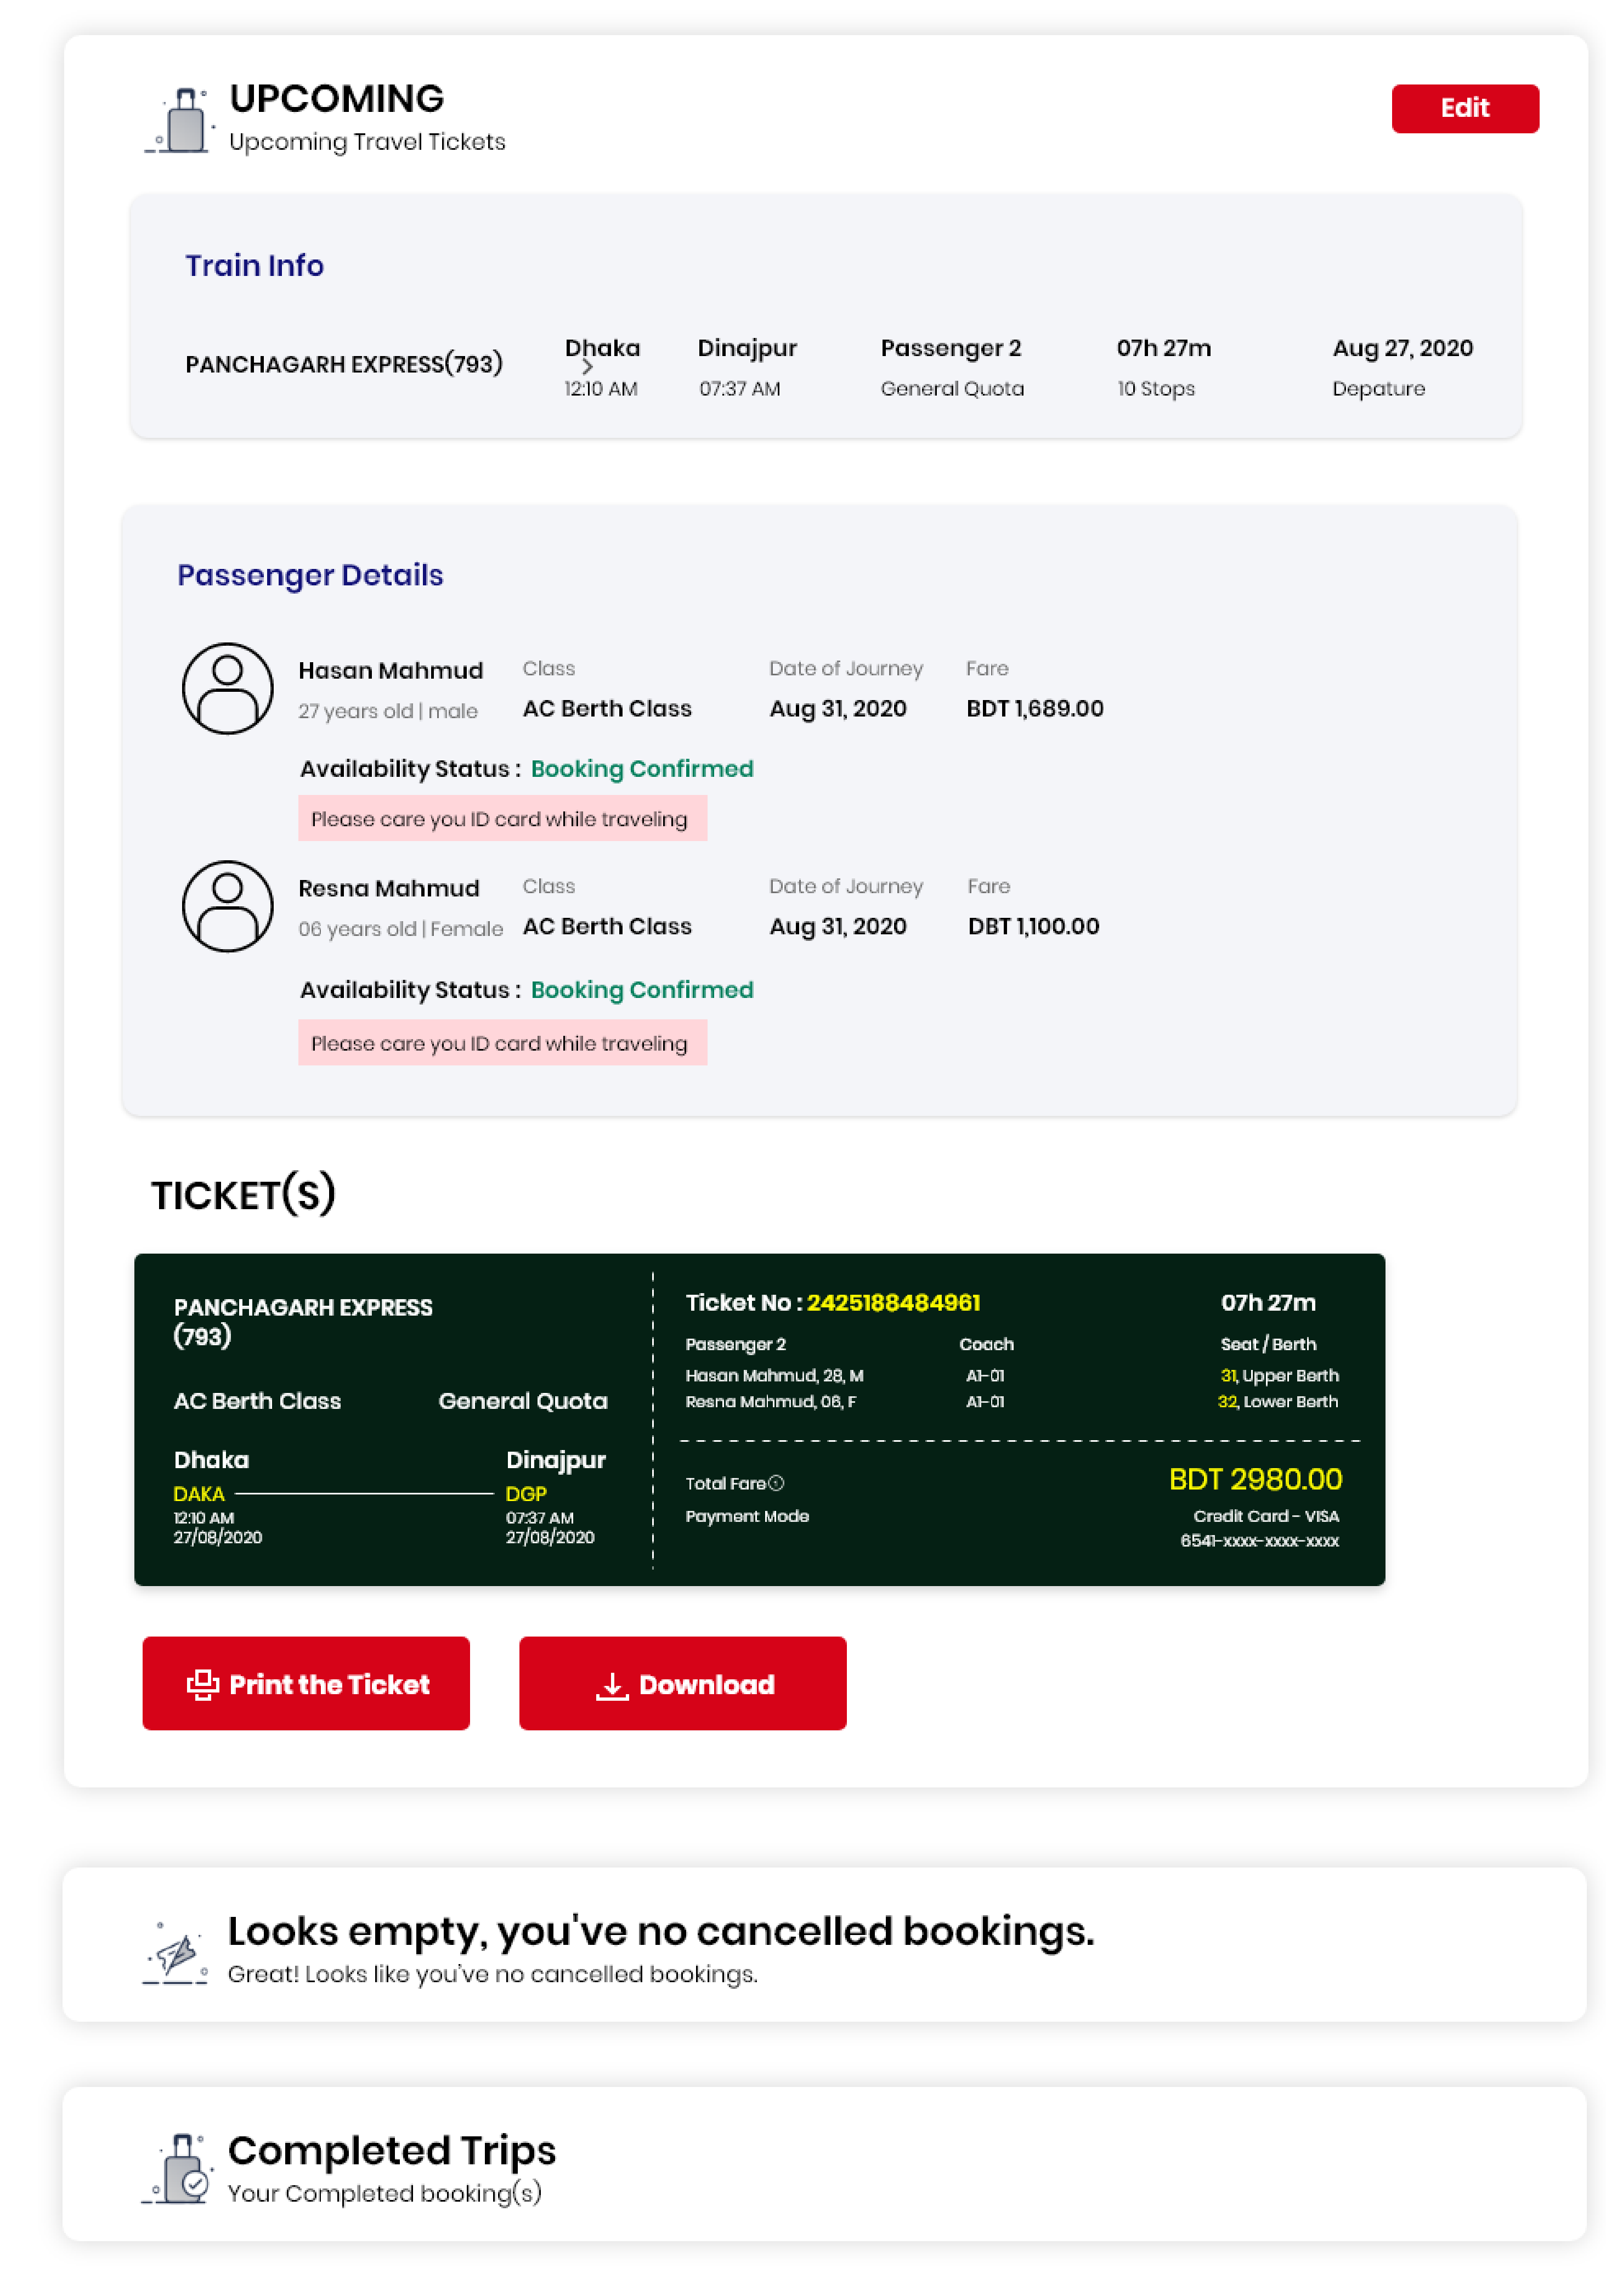 UPCOMING
Upcoming Travel Tickets
Edit
Train Info
PANCHAGARH EXPRESS(793)
Dhaka
>
12:10 AM
Dinajpur
07:37 AM
Passenger 2
General Quota
07h 27m
10 Stops
Aug 27, 2020
Depature
Passenger Details
Hasan Mahmud
27 years old | male
Class
AC Berth Class
Date of Journey
Aug 31, 2020
Fare
BDT 1,689.00
Availability Status : Booking Confirmed
Please care you ID card while traveling
Resna Mahmud
06 years old | Female
Class
AC Berth Class
Date of Journey
Aug 31, 2020
Fare
DBT 1,100.00
Availability Status : Booking Confirmed
Please care you ID card while traveling
TICKET(S)
PANCHAGARH EXPRESS
(793)
AC Berth Class
General Quota
Dhaka
DAKA
12:10 AM
27/08/2020
Dinajpur
DGP
07:37 AM
27/08/2020
Ticket No : 2425188484961
07h 27m
Passenger 2
Coach
Seat / Berth
Hasan Mahmud, 28, M
A1-01
31, Upper Berth
Resna Mahmud, 06, F
A1-01
32, Lower Berth
Total Fare
BDT 2980.00
Payment Mode
Credit Card - VISA
6541-xxxx-xxxx-xxxx
Print the Ticket
Download
Looks empty, you've no cancelled bookings.
Great! Looks like you've no cancelled bookings.
Completed Trips
Your Completed booking(s)